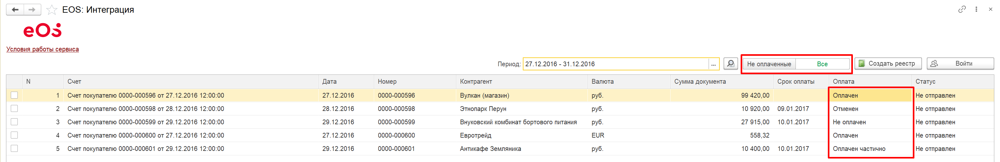 EOS: Интеграция
eos
Условия работы сервиса
Период: 27.12.2016 - 31.12.2016 ... Не оплаченные Все Создать реестр Войти
N Счет Дата Номер Контрагент Валюта Сумма документа Срок оплаты Оплата Статус
1 Счет покупателю 0000-000596 от 27.12.2016 12:00:00 27.12.2016 0000-000596 Вулкан (магазин) руб. 99 420,00 Оплачен Не отправлен
2 Счет покупателю 0000-000598 от 28.12.2016 12:00:00 28.12.2016 0000-000598 Этнопарк Перун руб. 10 920,00 09.01.2017 Отменен Не отправлен
3 Счет покупателю 0000-000599 от 29.12.2016 12:00:00 29.12.2016 0000-000599 Внуковский комбинат бортового питания руб. 27 915,00 10.01.2017 Не оплачен Не отправлен
4 Счет покупателю 0000-000600 от 27.12.2016 12:00:00 27.12.2016 0000-000600 Евротрейд EUR 558,32 Оплачен Не отправлен
5 Счет покупателю 0000-000601 от 29.12.2016 12:00:00 29.12.2016 0000-000601 Антикафе Земляника руб. 10 400,00 10.01.2017 Оплачен частично Не отправлен